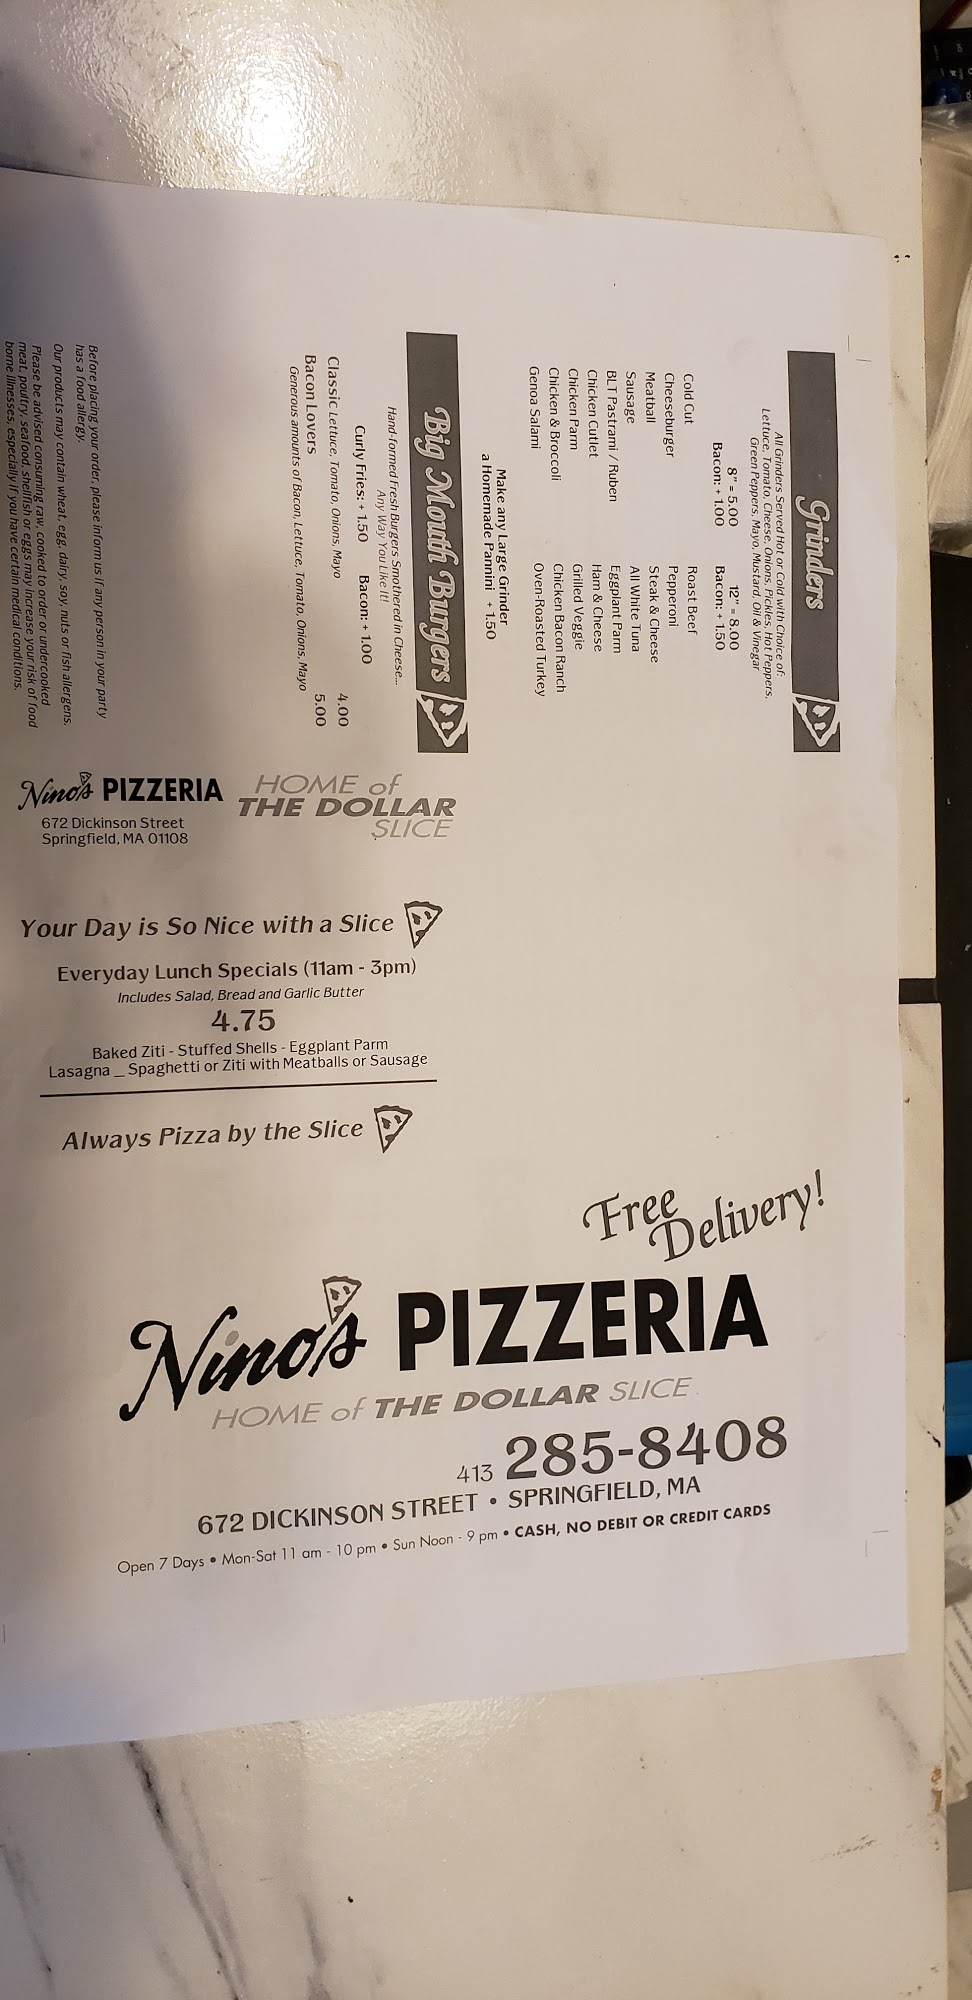 Grinders
All Grinders Served Hot or Cold with Choice of:
Lettuce, Tomato, Cheese, Onions, Pickles, Hot Peppers,
Green Peppers, Mayo, Mustard, Oil & Vinegar
8" = 5.00 12" = 8.00
Bacon: + 1.00 Bacon: + 1.50
Cold Cut Roast Beef
Cheeseburger Pepperoni
Meatball Steak & Cheese
Sausage All White Tuna
BLT Pastrami / Ruben Eggplant Parm
Chicken Cutlet Ham & Cheese
Chicken Parm Grilled Veggie
Chicken & Broccoli Chicken Bacon Ranch
Genoa Salami Oven-Roasted Turkey
Make any Large Grinder
a Homemade Pannini + 1.50
Big Mouth Burgers
Hand-formed Fresh Burgers Smothered in Cheese...
Any Way You Like It!
Curly Fries: + 1.50 Bacon: + 1.00
Classic Lettuce, Tomato, Onions, Mayo 4.00
Bacon Lovers 5.00
Generous amounts of Bacon, Lettuce, Tomato, Onions, Mayo
Before placing your order, please inform us if any person in your party
has a food allergy.
Our products may contain wheat, egg, dairy, soy, nuts or fish allergens.
Please be advised consuming raw, cooked to order or undercooked
meat, poultry, seafood, shellfish or eggs may increase your risk of food
borne illnesses, especially if you have certain medical conditions.
Nino's PIZZERIA
672 Dickinson Street
Springfield, MA 01108
HOME of
THE DOLLAR
SLICE
Your Day is So Nice with a Slice
Everyday Lunch Specials (11am - 3pm)
Includes Salad, Bread and Garlic Butter
4.75
Baked Ziti - Stuffed Shells - Eggplant Parm
Lasagna _ Spaghetti or Ziti with Meatballs or Sausage
Always Pizza by the Slice
Free
Delivery!
Nino's PIZZERIA
HOME of THE DOLLAR SLICE
413 285-8408
672 DICKINSON STREET • SPRINGFIELD, MA
Open 7 Days • Mon-Sat 11 am - 10 pm • Sun Noon - 9 pm • CASH, NO DEBIT OR CREDIT CARDS